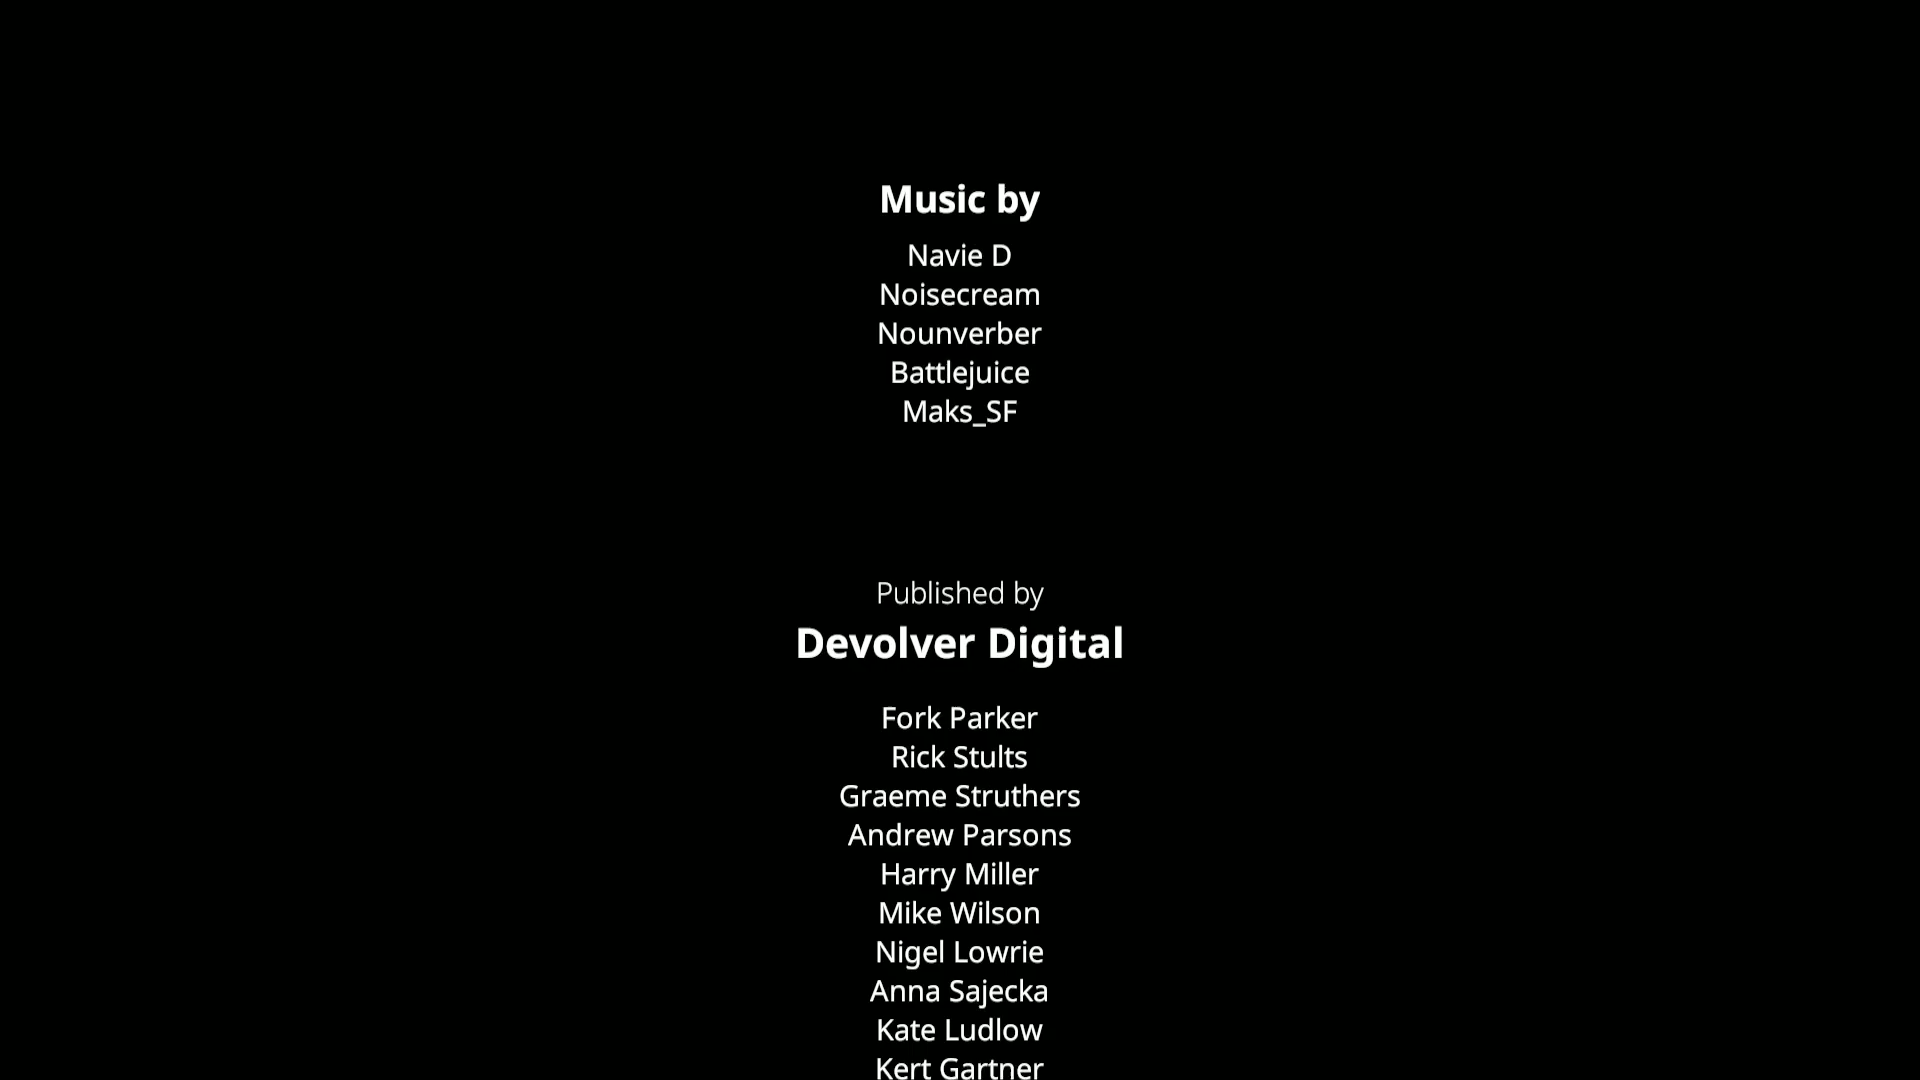 Music by
Navie D
Noisecream
Nounverber
Battlejuice
Maks_SF
Published by
Devolver Digital
Fork Parker
Rick Stults
Graeme Struthers
Andrew Parsons
Harry Miller
Mike Wilson
Nigel Lowrie
Anna Sajecka
Kate Ludlow
Kert Gartner